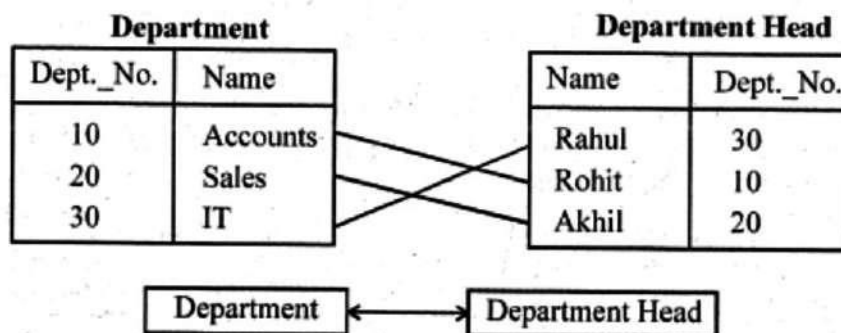 Department Department Head
Dept._No. Name Name Dept._No.
10 Accounts Rahul 30
20 Sales Rohit 10
30 IT Akhil 20
Department Department Head